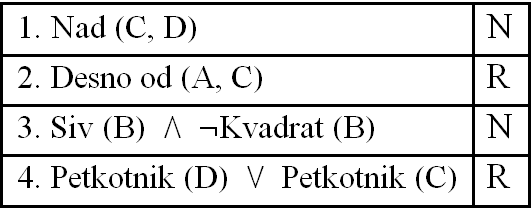 1. Nad (C, D) N
2. Desno od (A, C) R
3. Siv (B) /\ ¬Kvadrat (B) N
4. Petkotnik (D) \/ Petkotnik (C) R